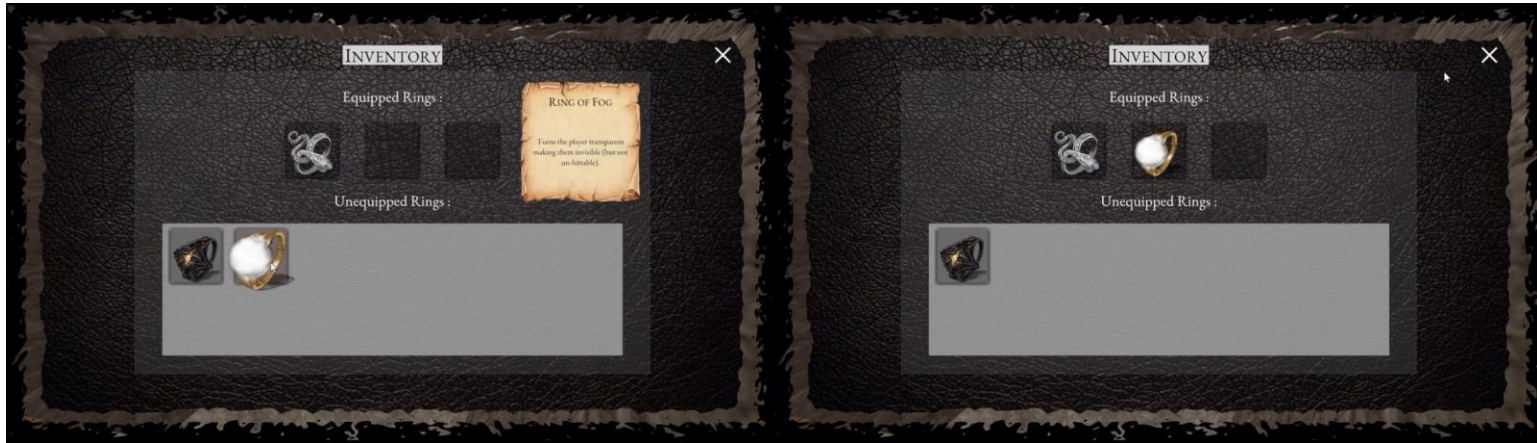 INVENTORY
Equipped Rings :
RING OF FOG
Turns the player transparent
making them invisible (but not
un-hittable).
Unequipped Rings :
INVENTORY
Equipped Rings :
Unequipped Rings :